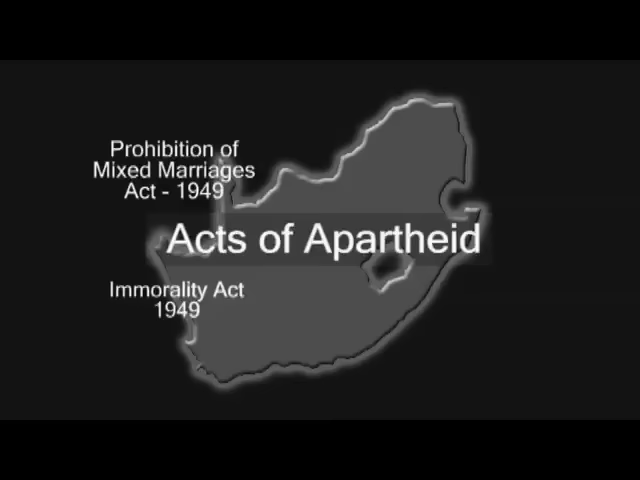 Prohibition of
Mixed Marriages
Act - 1949
Acts of Apartheid
Immorality Act
1949